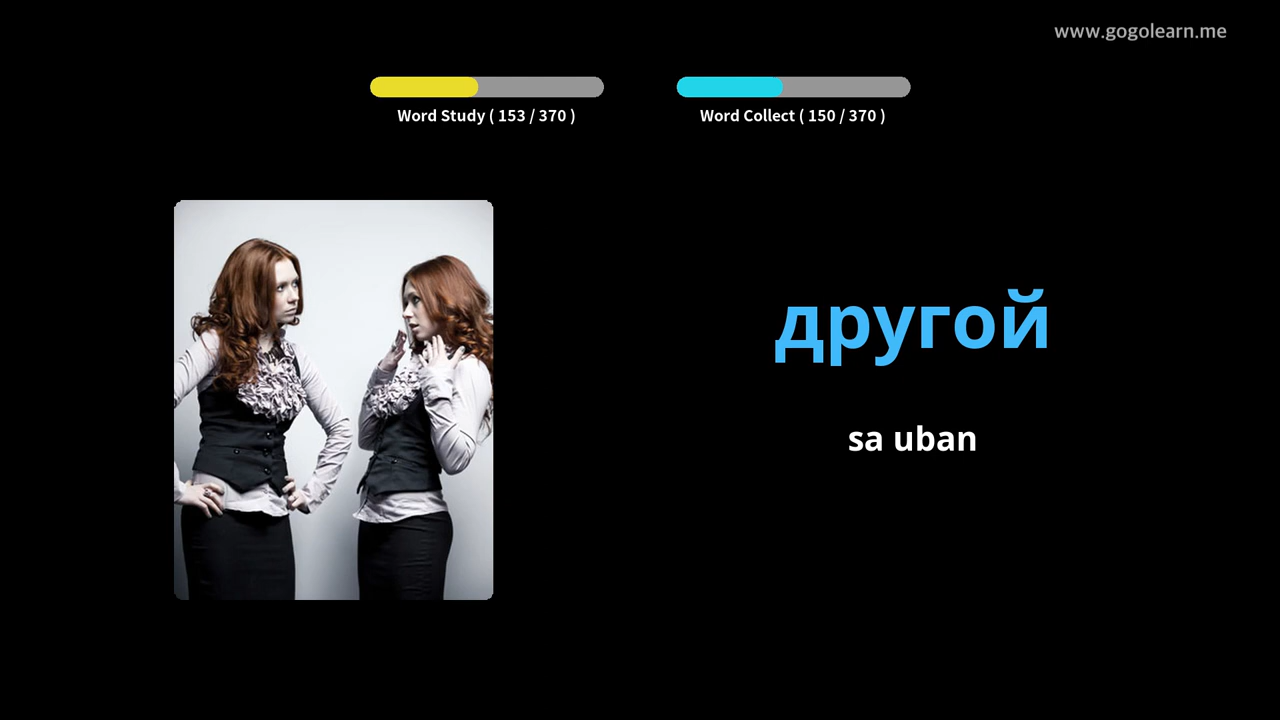 www.gogolearn.me
Word Study ( 153 / 370 )
Word Collect ( 150 / 370 )
другой
sa uban